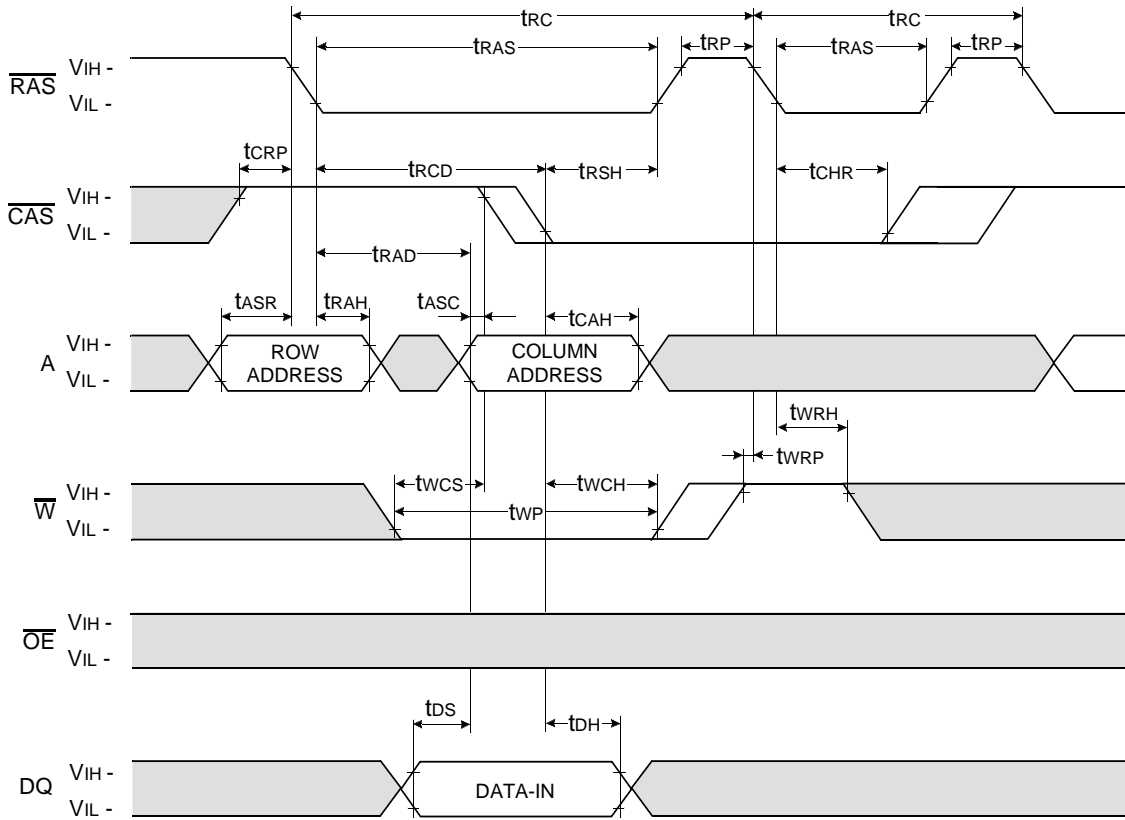 tRC tRC
tRAS tRP tRAS tRP
RAS VIH -
VIL -
tCRP tRCD tRSH tCHR
CAS VIH -
VIL -
tRAD
tASR tRAH tASC tCAH
A VIH -
VIL -
ROW ADDRESS
COLUMN ADDRESS
tWRH
tWRP
tWCS tWCH
W VIH -
VIL -
tWP
OE VIH -
VIL -
tDS tDH
DQ VIH -
VIL -
DATA-IN